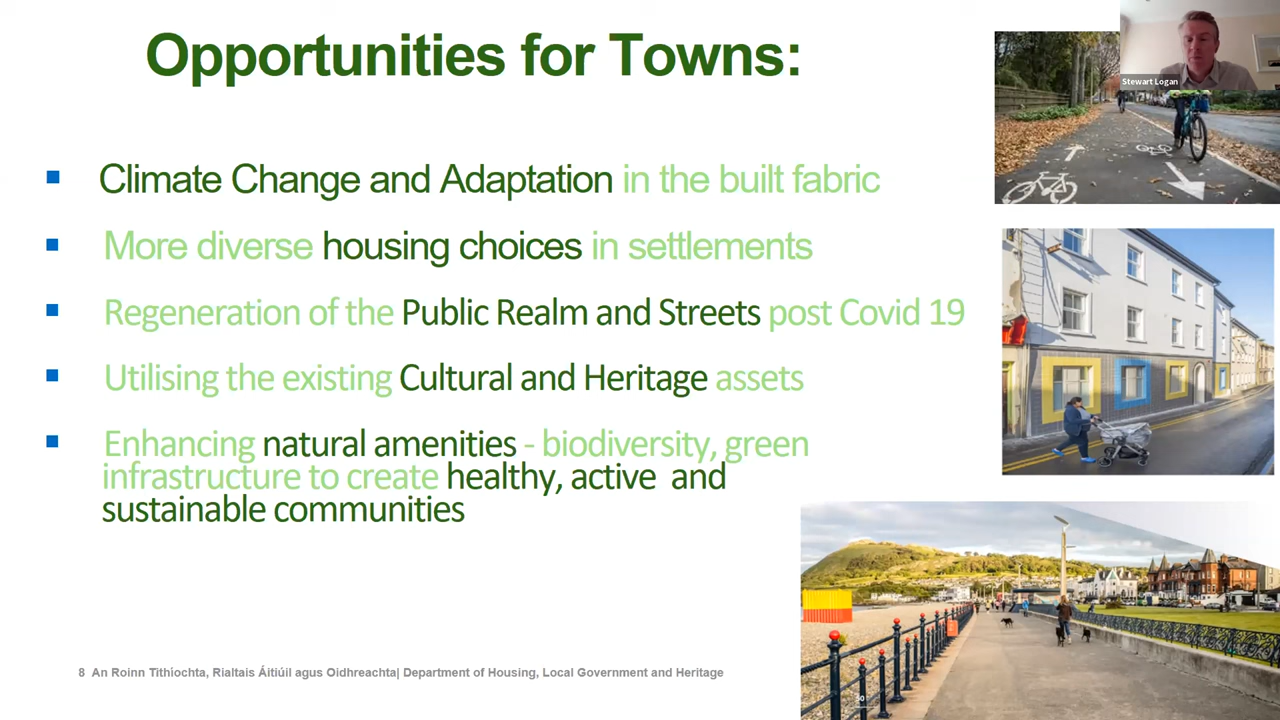 Opportunities for Towns:
Stewart Logan
▪ Climate Change and Adaptation in the built fabric
▪ More diverse housing choices in settlements
▪ Regeneration of the Public Realm and Streets post Covid 19
▪ Utilising the existing Cultural and Heritage assets
▪ Enhancing natural amenities - biodiversity, green
infrastructure to create healthy, active and
sustainable communities
8 An Roinn Tithíochta, Rialtais Áitiúil agus Oidhreachta| Department of Housing, Local Government and Heritage